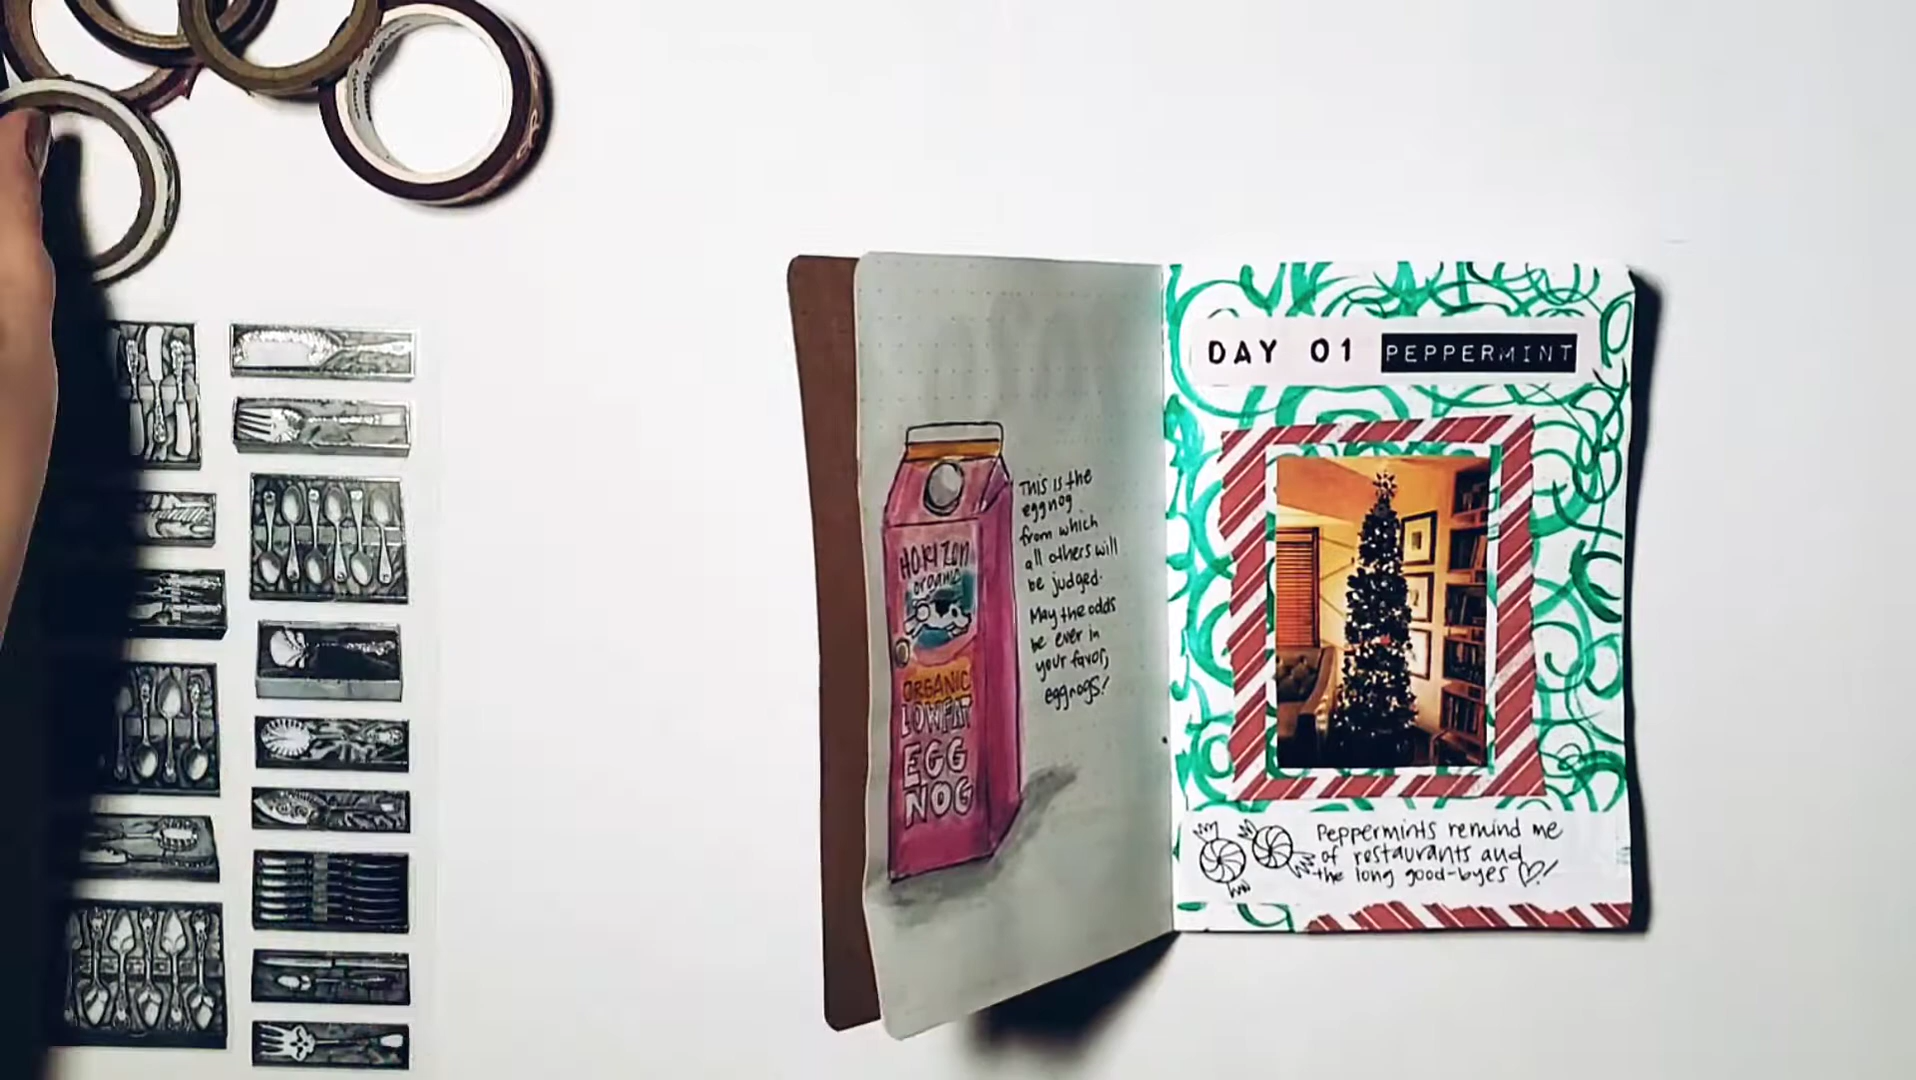 HORIZON
organic
ORGANIC
LOWFAT
EGG
NOG
This is the
eggnog
from which
all others will
be judged.
May the odds
be ever in
your favor,
eggnogs!
DAY 01 PEPPERMINT
Peppermints remind me
of restaurants and
the long good-byes